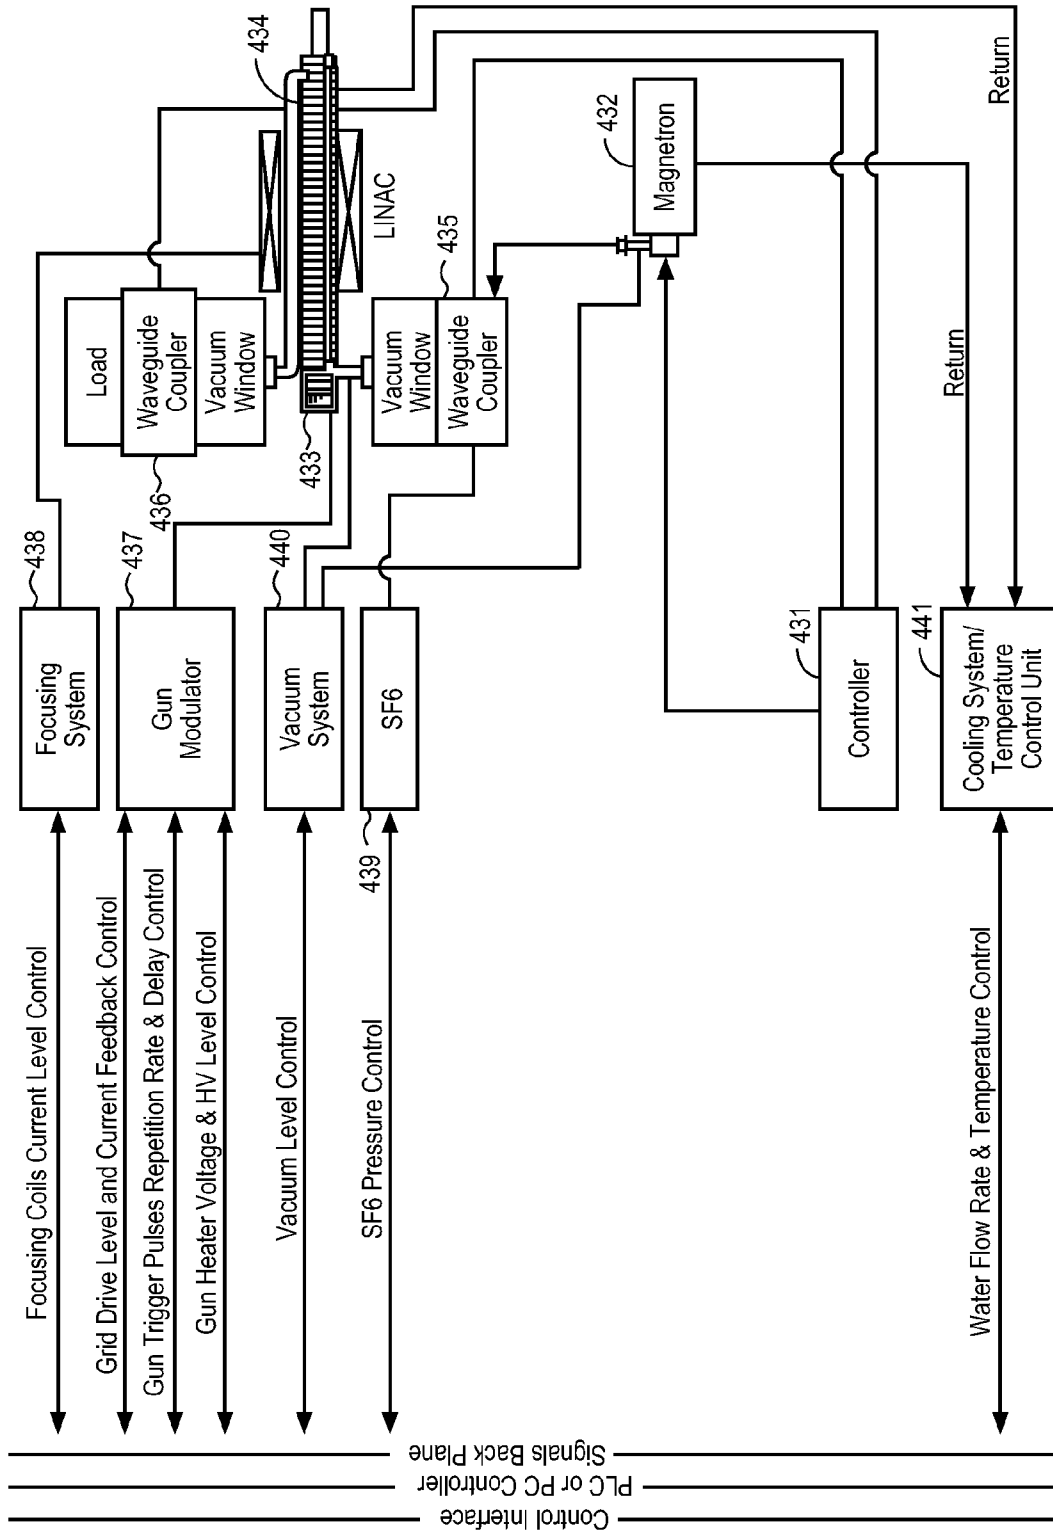 Control Interface
PLC or PC Controller
Signals Back Plane
Focusing Coils Current Level Control
Grid Drive Level and Current Feedback Control
Gun Trigger Pulses Repetition Rate & Delay Control
Gun Heater Voltage & HV Level Control
Vacuum Level Control
SF6 Pressure Control
Water Flow Rate & Temperature Control
438
Focusing
System
437
Gun
Modulator
440
Vacuum
System
439
SF6
431
Controller
441
Cooling System/
Temperature
Control Unit
Load
Waveguide
Coupler
Vacuum
Window
436
433
434
LINAC
435
Vacuum
Window
Waveguide
Coupler
432
Magnetron
Return
Return